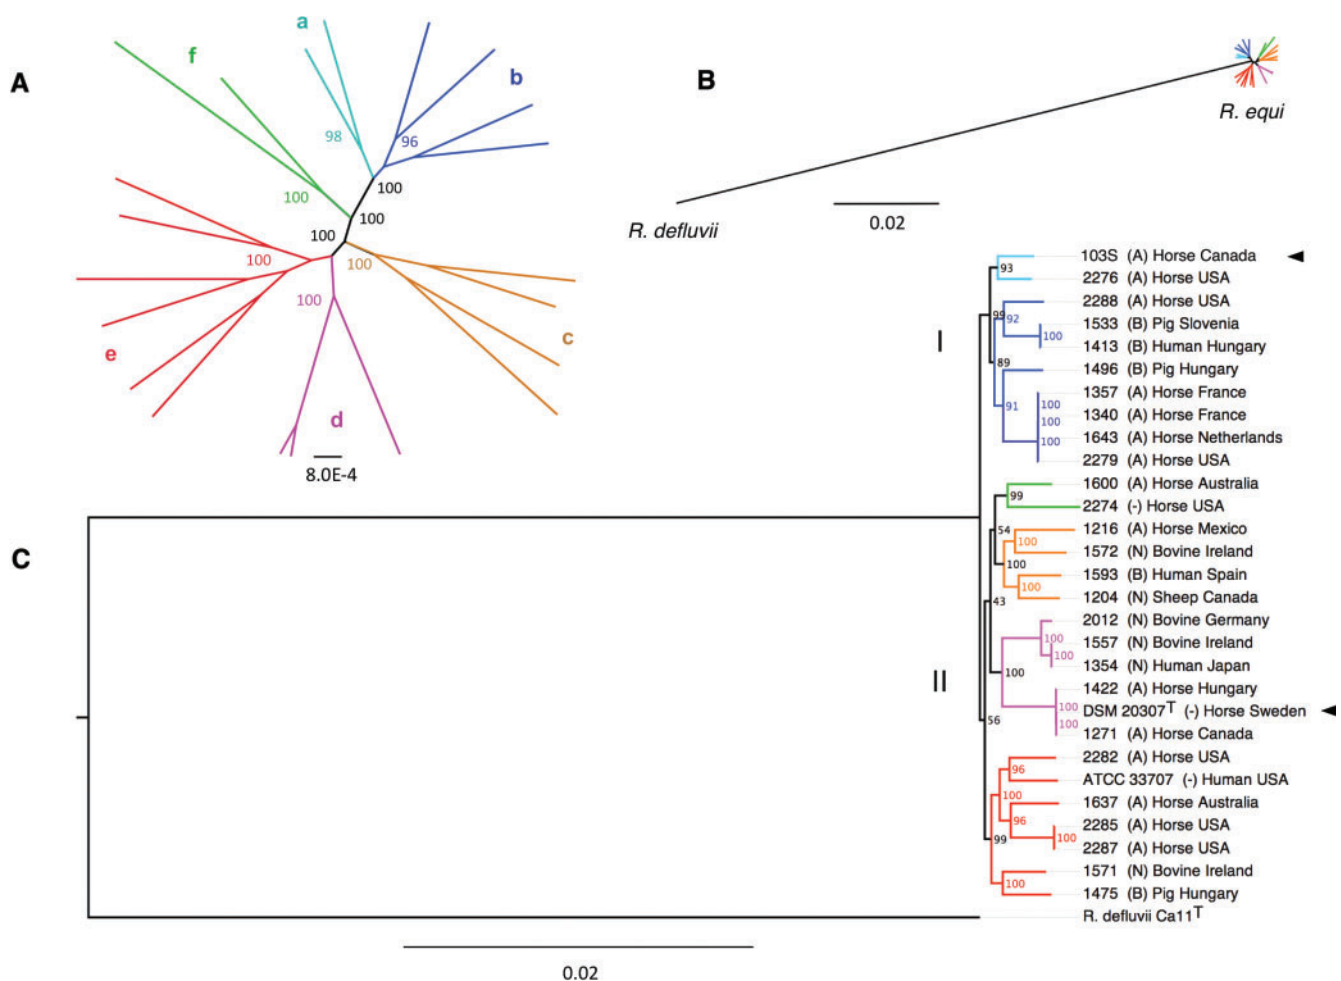 A
a
f
b
98
96
100
100
100
100
100
100
100
e
c
d
8.0E-4
B
R. equi
R. defluvii
0.02
C
I
II
103S (A) Horse Canada
93
2276 (A) Horse USA
2288 (A) Horse USA
99
92
1533 (B) Pig Slovenia
100
1413 (B) Human Hungary
89
1496 (B) Pig Hungary
1357 (A) Horse France
91
100
1340 (A) Horse France
100
1643 (A) Horse Netherlands
100
2279 (A) Horse USA
1600 (A) Horse Australia
99
2274 (-) Horse USA
1216 (A) Horse Mexico
54
100
1572 (N) Bovine Ireland
100
1593 (B) Human Spain
100
1204 (N) Sheep Canada
43
2012 (N) Bovine Germany
100
1557 (N) Bovine Ireland
100
1354 (N) Human Japan
100
1422 (A) Horse Hungary
100
DSM 20307T (-) Horse Sweden
100
56
1271 (A) Horse Canada
2282 (A) Horse USA
96
ATCC 33707 (-) Human USA
100
1637 (A) Horse Australia
96
2285 (A) Horse USA
100
99
2287 (A) Horse USA
1571 (N) Bovine Ireland
100
1475 (B) Pig Hungary
R. defluvii Ca11T
0.02